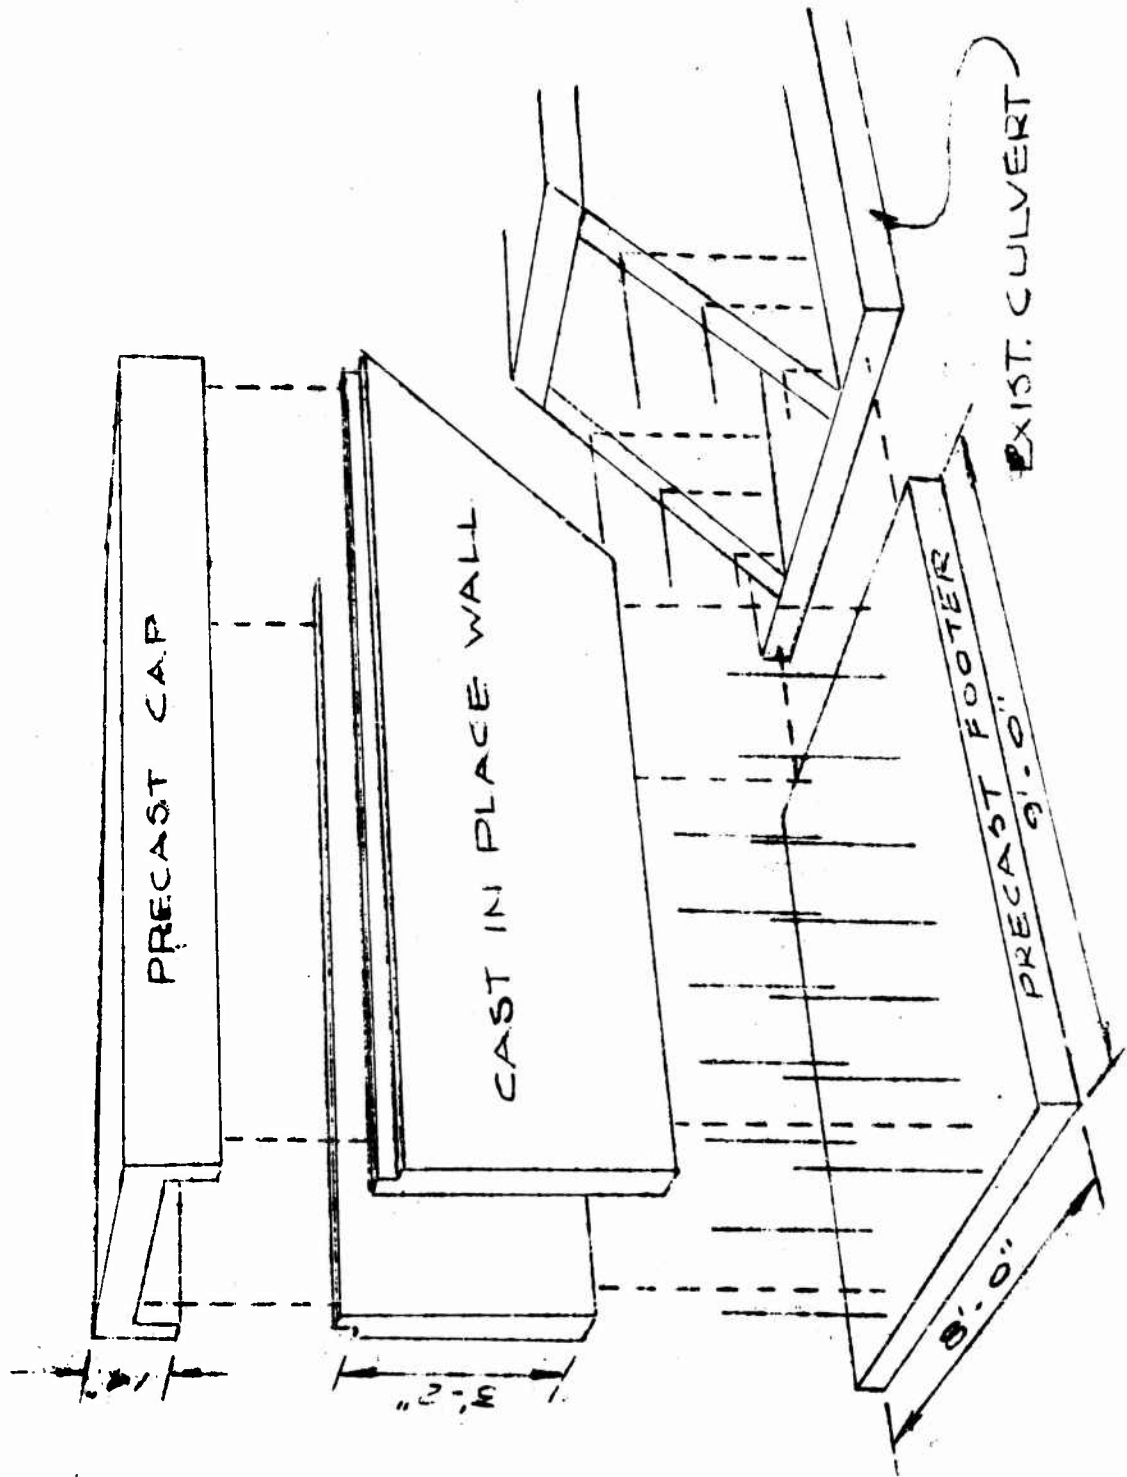 PRECAST CAP
CAST IN PLACE WALL
3'-2"
EXIST. CULVERT
PRECAST FOOTER
9'-0"
8'-0"